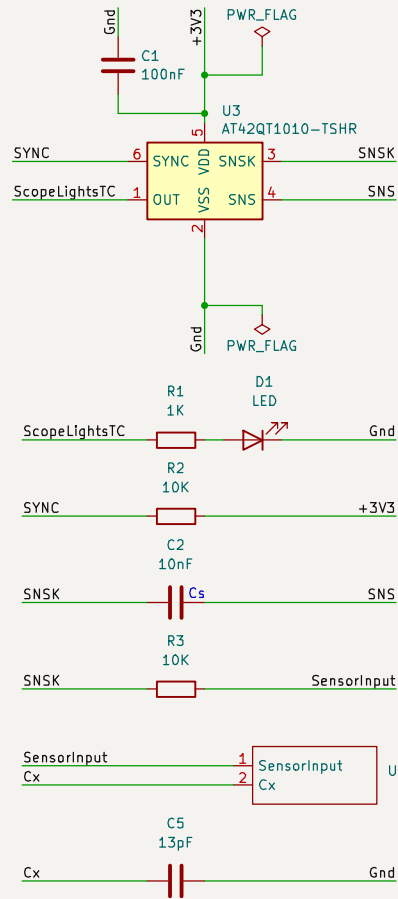 Gnd
+3V3
PWR_FLAG
C1
100nF
U3
AT42QT1010-TSHR
5
SYNC
6
SYNC
VDD
SNSK
3
SNSK
ScopeLightsTC
1
OUT
VSS
SNS
4
SNS
2
Gnd
PWR_FLAG
D1
LED
R1
1K
ScopeLightsTC
Gnd
R2
10K
SYNC
+3V3
C2
10nF
SNSK
Cs
SNS
R3
10K
SNSK
SensorInput
SensorInput
1
SensorInput
U
Cx
2
Cx
C5
13pF
Cx
Gnd